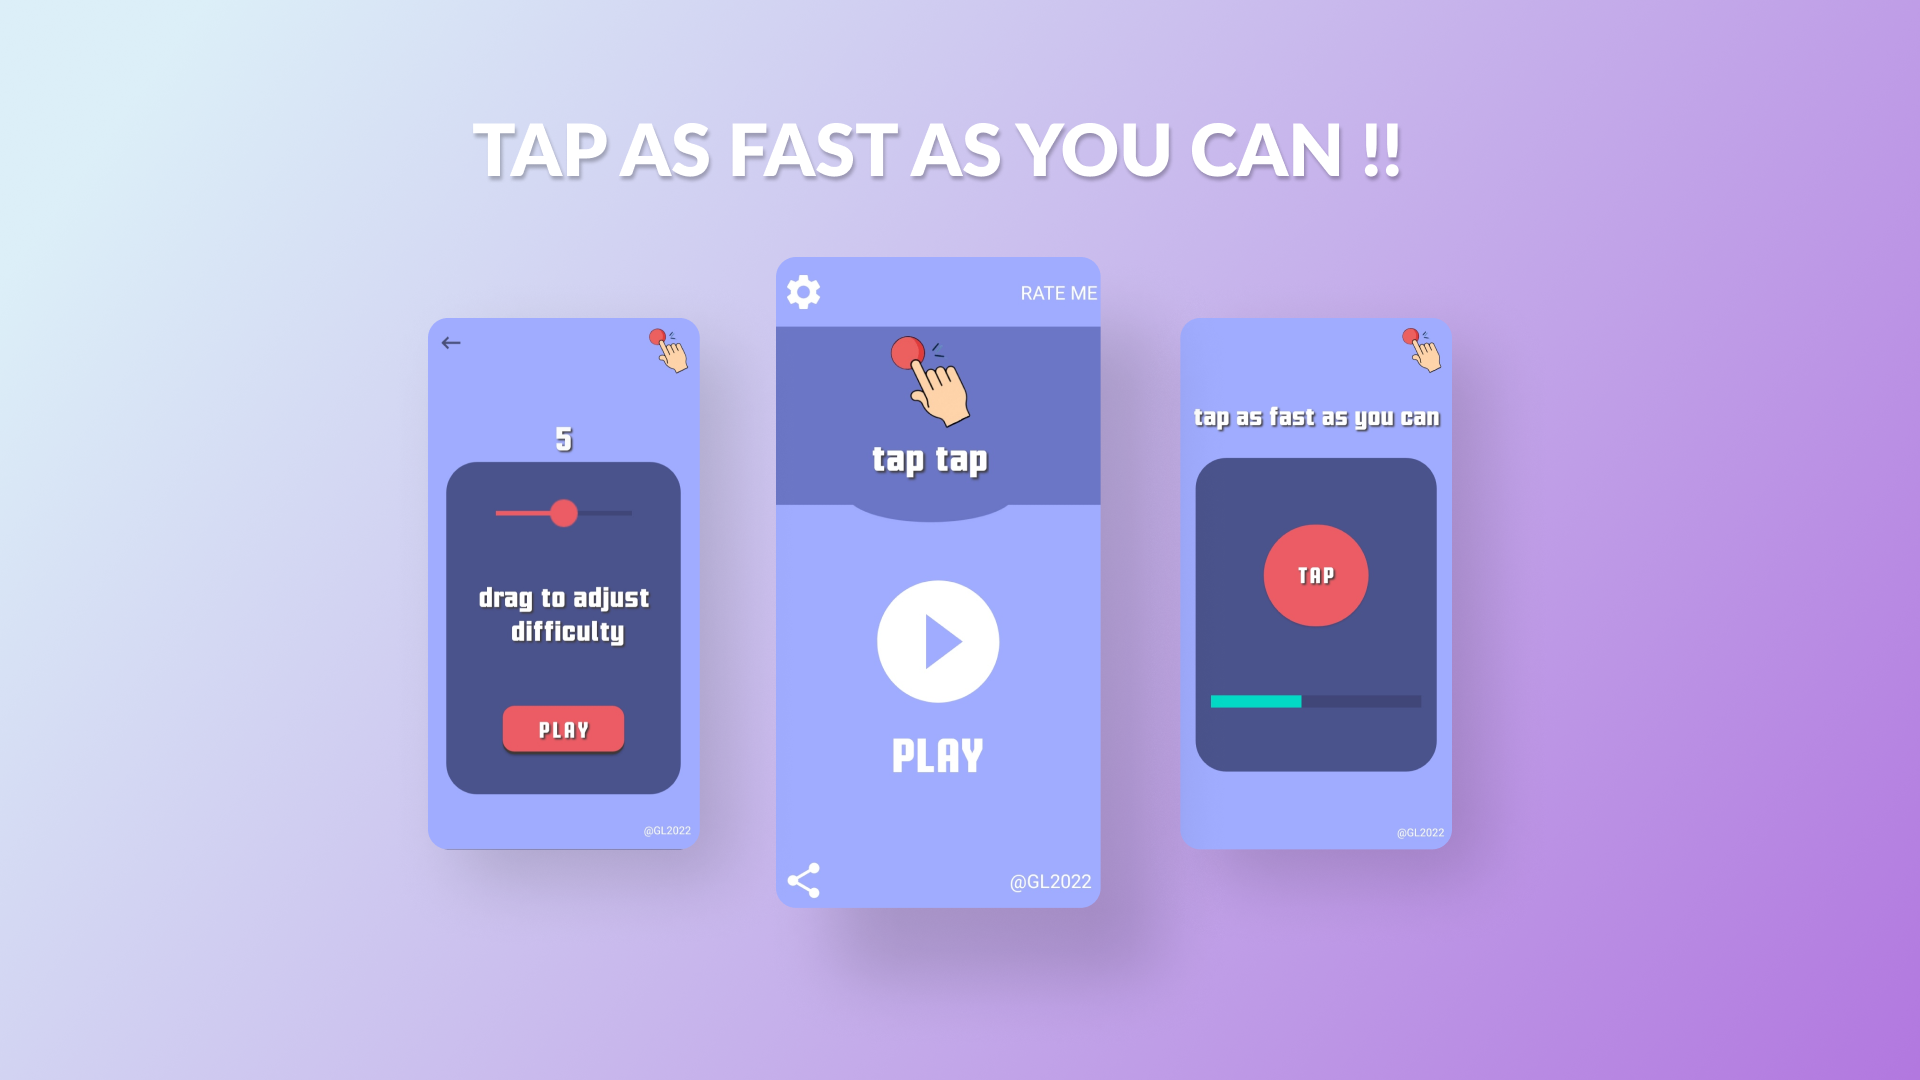 TAP AS FAST AS YOU CAN !!
5
drag to adjust
difficulty
PLAY
@GL2022
RATE ME
tap tap
PLAY
@GL2022
tap as fast as you can
TAP
@GL2022